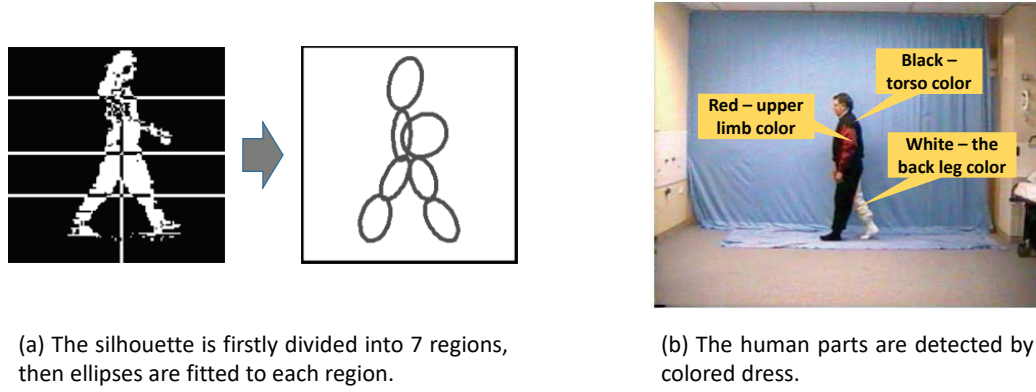 Black –
torso color
Red – upper
limb color
White – the
back leg color
(a) The silhouette is firstly divided into 7 regions,
then ellipses are fitted to each region.
(b) The human parts are detected by
colored dress.